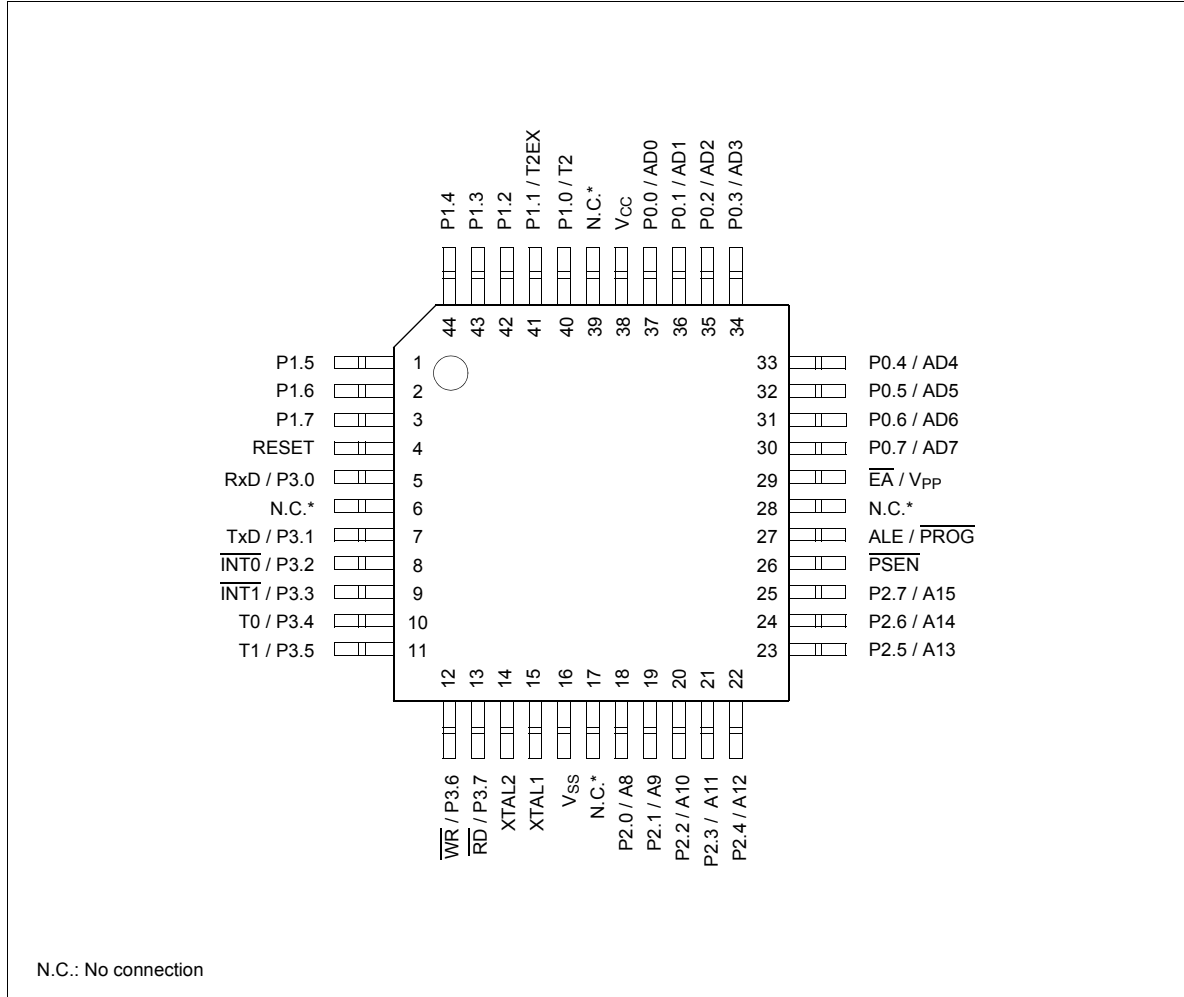 P1.4
P1.3
P1.2
P1.1 / T2EX
P1.0 / T2
N.C.*
VCC
P0.0 / AD0
P0.1 / AD1
P0.2 / AD2
P0.3 / AD3
44
43
42
41
40
39
38
37
36
35
34
P1.5 1
P1.6 2
P1.7 3
RESET 4
RxD / P3.0 5
N.C.* 6
TxD / P3.1 7
I̅N̅T̅0̅ / P3.2 8
I̅N̅T̅1̅ / P3.3 9
T0 / P3.4 10
T1 / P3.5 11
33 P0.4 / AD4
32 P0.5 / AD5
31 P0.6 / AD6
30 P0.7 / AD7
29 E̅A̅ / VPP
28 N.C.*
27 ALE / P̅R̅O̅G̅
26 P̅S̅E̅N̅
25 P2.7 / A15
24 P2.6 / A14
23 P2.5 / A13
12
13
14
15
16
17
18
19
20
21
22
W̅R̅ / P3.6
R̅D̅ / P3.7
XTAL2
XTAL1
VSS
N.C.*
P2.0 / A8
P2.1 / A9
P2.2 / A10
P2.3 / A11
P2.4 / A12
N.C.: No connection